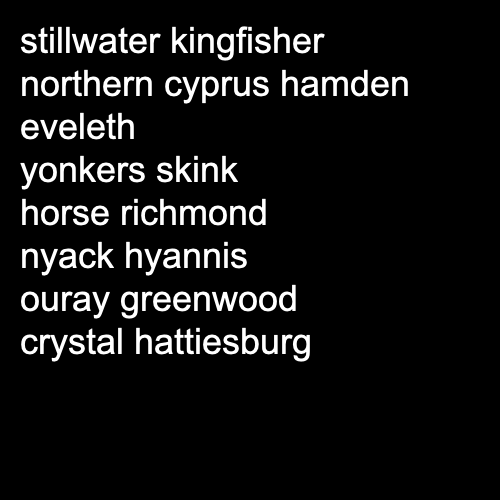 stillwater kingfisher
northern cyprus hamden
eveleth
yonkers skink
horse richmond
nyack hyannis
ouray greenwood
crystal hattiesburg